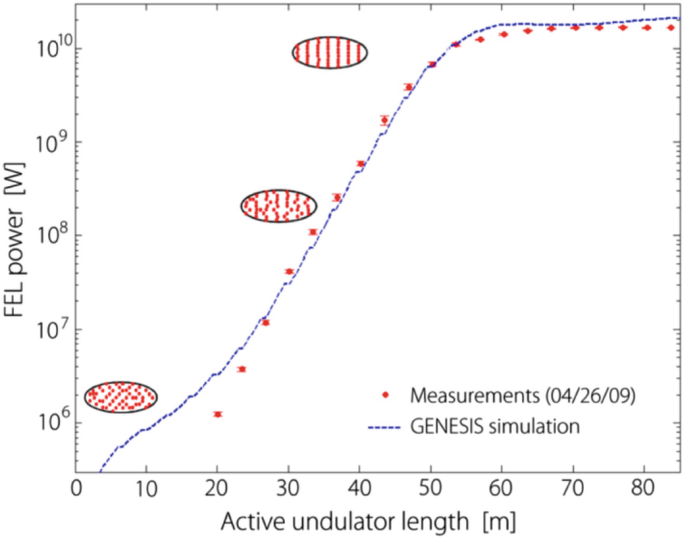 10^10
10^9
10^8
10^7
10^6
FEL power [W]
Measurements (04/26/09)
GENESIS simulation
0 10 20 30 40 50 60 70 80
Active undulator length [m]